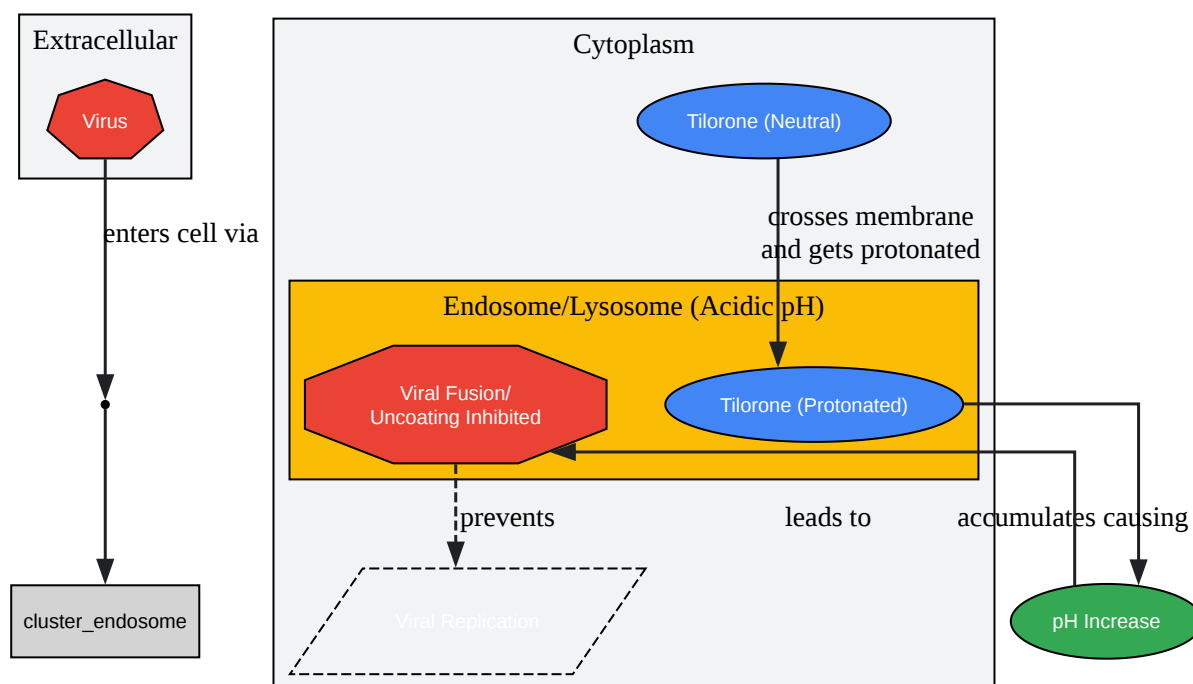 Extracellular
Virus
enters cell via
cluster_endosome
Cytoplasm
Tilorone (Neutral)
crosses membrane
and gets protonated
Endosome/Lysosome (Acidic pH)
Viral Fusion/
Uncoating Inhibited
Tilorone (Protonated)
prevents
leads to
accumulates causing
Viral Replication
pH Increase